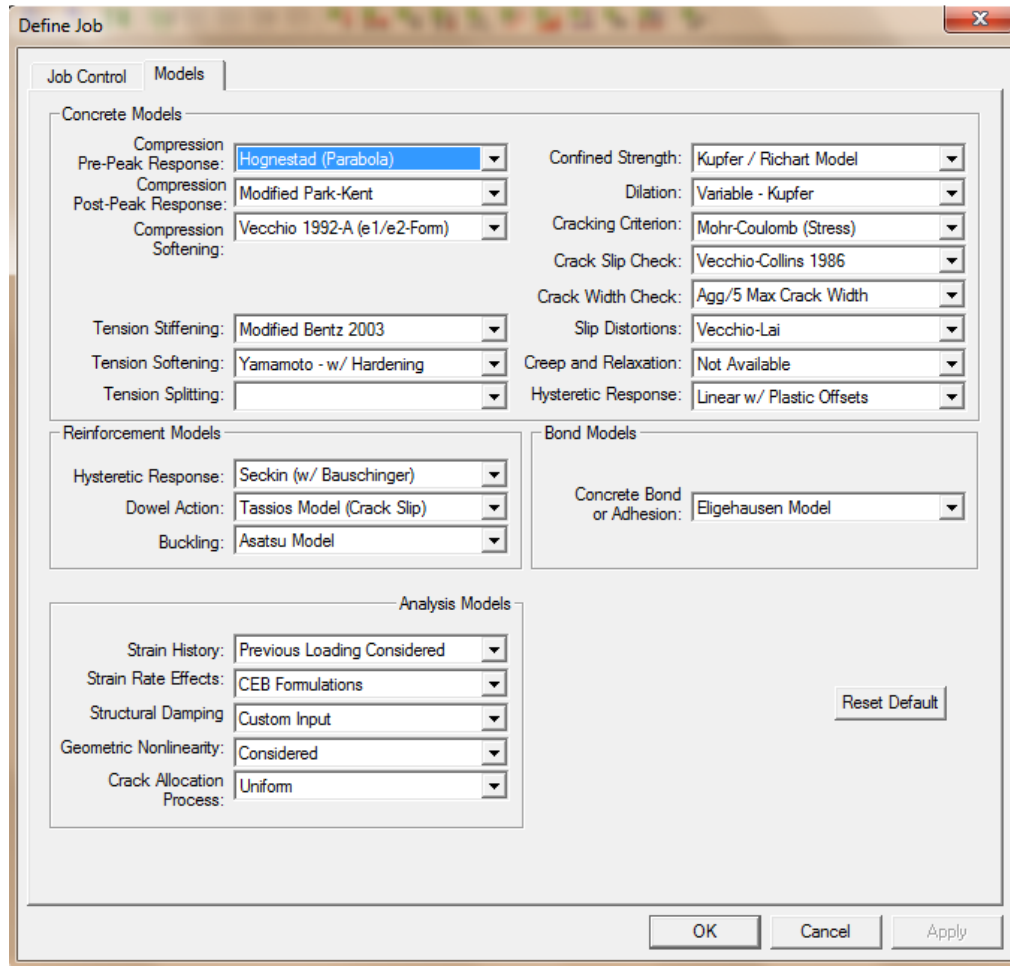 Define Job
Job Control
Models
Concrete Models
Compression
Pre-Peak Response:
Hognestad (Parabola)
Compression
Post-Peak Response:
Modified Park-Kent
Compression
Softening:
Vecchio 1992-A (e1/e2-Form)
Tension Stiffening:
Modified Bentz 2003
Tension Softening:
Yamamoto - w/ Hardening
Tension Splitting:
Confined Strength:
Kupfer / Richart Model
Dilation:
Variable - Kupfer
Cracking Criterion:
Mohr-Coulomb (Stress)
Crack Slip Check:
Vecchio-Collins 1986
Crack Width Check:
Agg/5 Max Crack Width
Slip Distortions:
Vecchio-Lai
Creep and Relaxation:
Not Available
Hysteretic Response:
Linear w/ Plastic Offsets
Reinforcement Models
Hysteretic Response:
Seckin (w/ Bauschinger)
Dowel Action:
Tassios Model (Crack Slip)
Buckling:
Asatsu Model
Bond Models
Concrete Bond
or Adhesion:
Eligehausen Model
Analysis Models
Strain History:
Previous Loading Considered
Strain Rate Effects:
CEB Formulations
Structural Damping
Custom Input
Geometric Nonlinearity:
Considered
Crack Allocation
Process:
Uniform
Reset Default
OK
Cancel
Apply